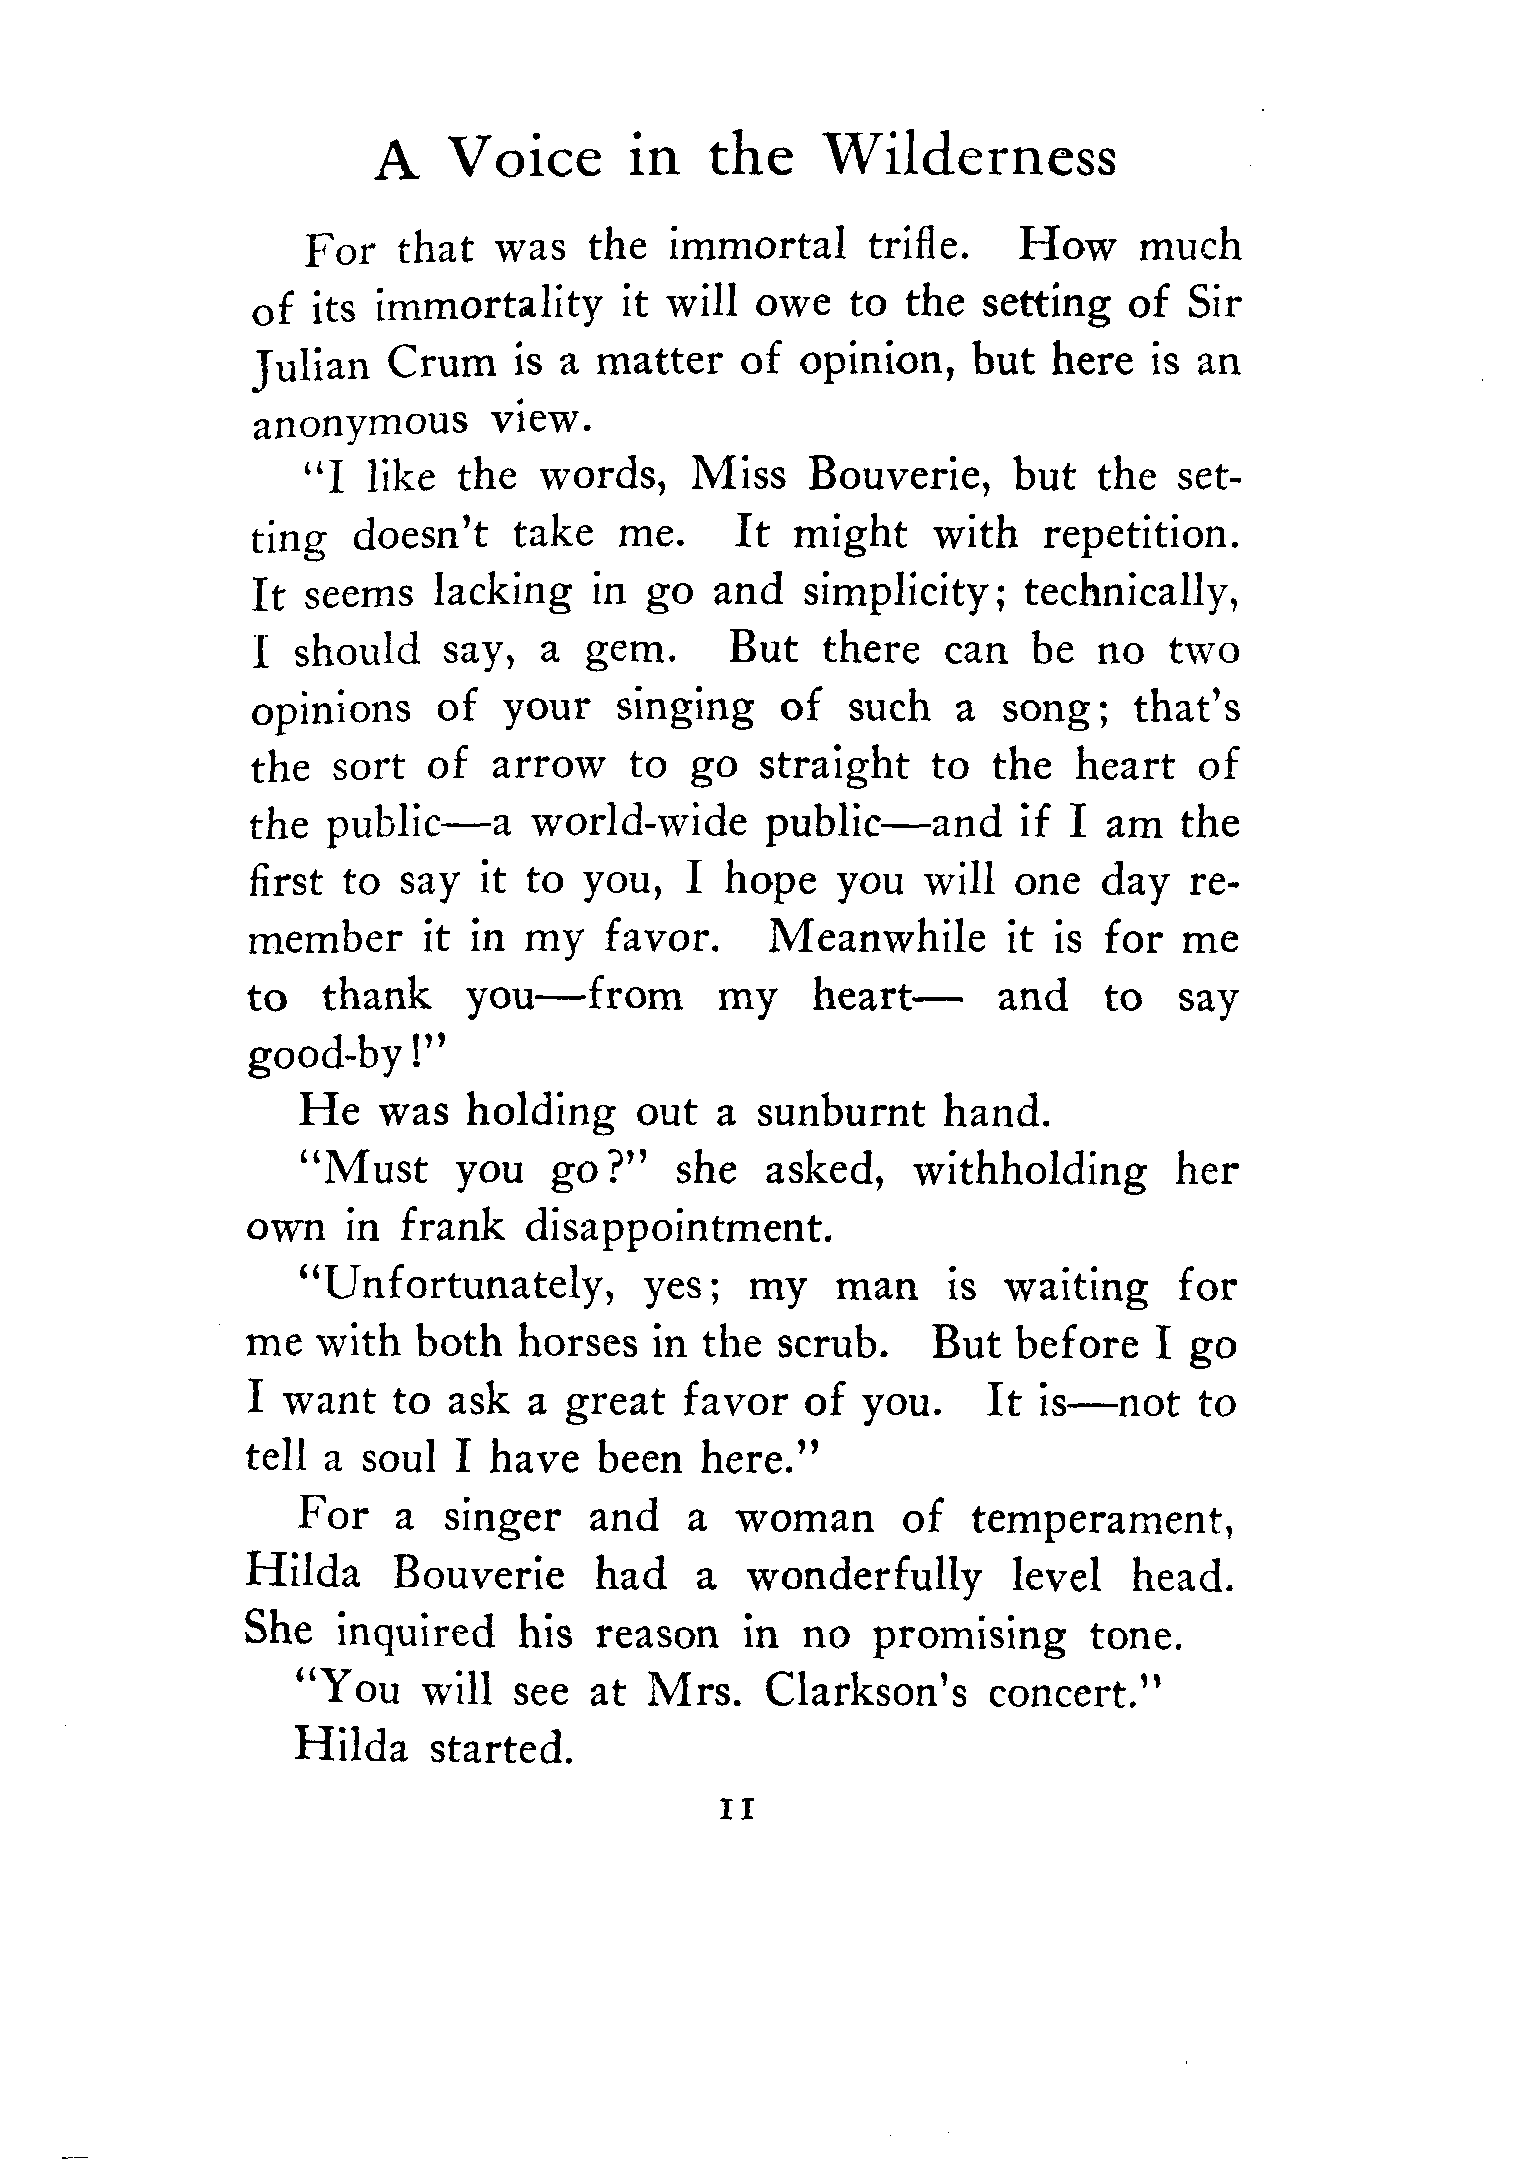 A Voice in the Wilderness
For that was the immortal trifle. How much
of its immortality it will owe to the setting of Sir
Julian Crum is a matter of opinion, but here is an
anonymous view.
"I like the words, Miss Bouverie, but the set-
ting doesn't take me. It might with repetition.
It seems lacking in go and simplicity; technically,
I should say, a gem. But there can be no two
opinions of your singing of such a song; that's
the sort of arrow to go straight to the heart of
the public—a world-wide public—and if I am the
first to say it to you, I hope you will one day re-
member it in my favor. Meanwhile it is for me
to thank you—from my heart— and to say
good-by!"
He was holding out a sunburnt hand.
"Must you go?" she asked, withholding her
own in frank disappointment.
"Unfortunately, yes; my man is waiting for
me with both horses in the scrub. But before I go
I want to ask a great favor of you. It is—not to
tell a soul I have been here."
For a singer and a woman of temperament,
Hilda Bouverie had a wonderfully level head.
She inquired his reason in no promising tone.
"You will see at Mrs. Clarkson's concert."
Hilda started.
11